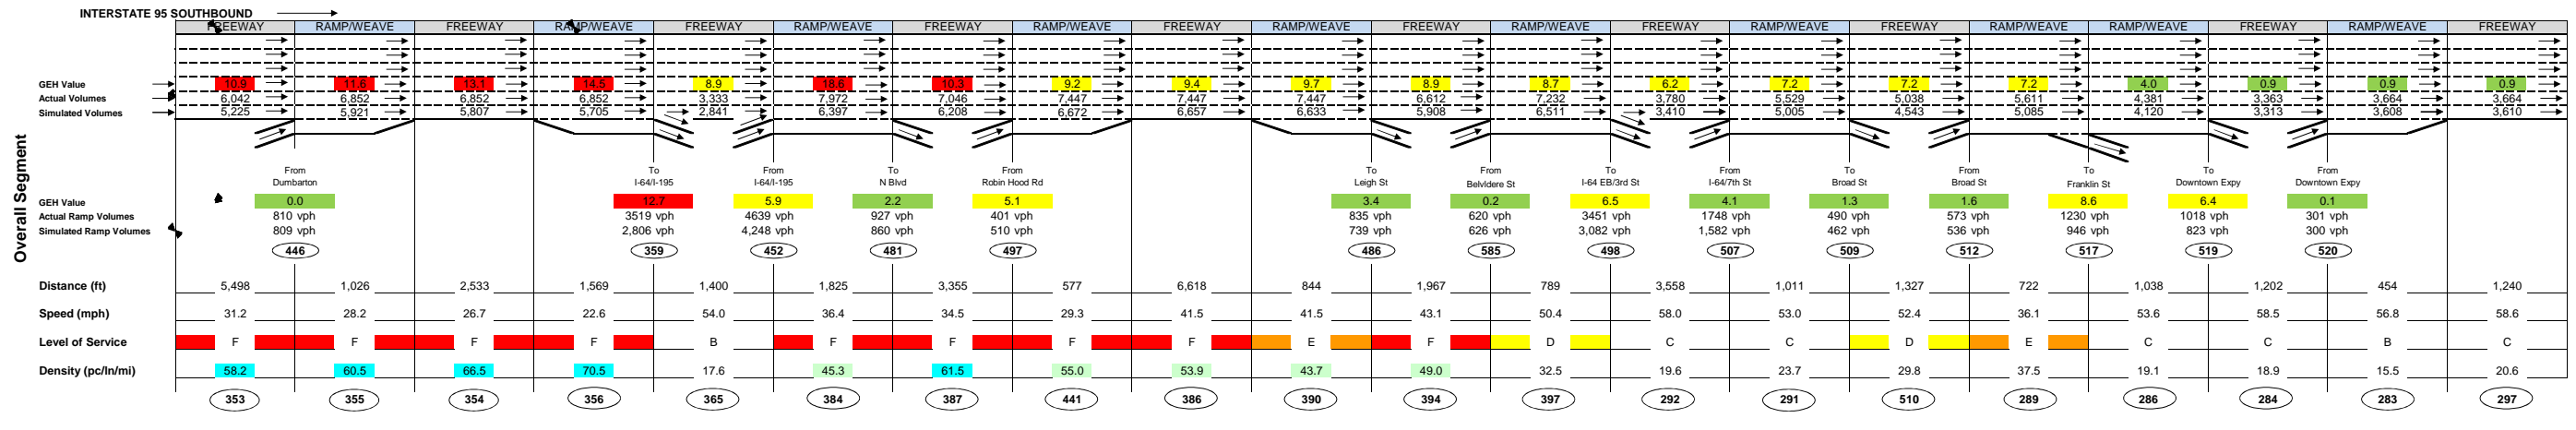 INTERSTATE 95 SOUTHBOUND
FREEWAY RAMP/WEAVE FREEWAY RAMP/WEAVE FREEWAY RAMP/WEAVE FREEWAY RAMP/WEAVE FREEWAY RAMP/WEAVE FREEWAY RAMP/WEAVE FREEWAY RAMP/WEAVE FREEWAY RAMP/WEAVE RAMP/WEAVE FREEWAY RAMP/WEAVE FREEWAY
GEH Value 10.9 11.6 13.1 14.5 8.9 18.6 10.3 9.2 9.4 9.7 8.9 8.7 6.2 7.2 7.2 7.2 4.0 0.9 0.9 0.9
Actual Volumes 6,042 6,852 6,852 6,852 3,333 7,972 7,046 7,447 7,447 7,447 6,612 7,232 3,780 5,529 5,038 5,611 4,381 3,363 3,664 3,664
Simulated Volumes 5,225 5,921 5,807 5,705 2,841 6,397 6,208 6,672 6,657 6,633 5,908 6,511 3,410 5,005 4,543 5,085 4,120 3,313 3,608 3,610
Overall Segment
From To From To From To From To From To From To To From
Dumbarton I-64/I-195 I-64/I-195 N Blvd Robin Hood Rd Leigh St Belvldere St I-64 EB/3rd St I-64/7th St Broad St Broad St Franklin St Downtown Expy Downtown Expy
GEH Value 0.0 12.7 5.9 2.2 5.1 3.4 0.2 6.5 4.1 1.3 1.6 8.6 6.4 0.1
Actual Ramp Volumes 810 vph 3519 vph 4639 vph 927 vph 401 vph 835 vph 620 vph 3451 vph 1748 vph 490 vph 573 vph 1230 vph 1018 vph 301 vph
Simulated Ramp Volumes 809 vph 2,806 vph 4,248 vph 860 vph 510 vph 739 vph 626 vph 3,082 vph 1,582 vph 462 vph 536 vph 946 vph 823 vph 300 vph
446 359 452 481 497 486 585 498 507 509 512 517 519 520
Distance (ft) 5,498 1,026 2,533 1,569 1,400 1,825 3,355 577 6,618 844 1,967 789 3,558 1,011 1,327 722 1,038 1,202 454 1,240
Speed (mph) 31.2 28.2 26.7 22.6 54.0 36.4 34.5 29.3 41.5 41.5 43.1 50.4 58.0 53.0 52.4 36.1 53.6 58.5 56.8 58.6
Level of Service F F F F B F F F F E F D C C D E C C B C
Density (pc/ln/mi) 58.2 60.5 66.5 70.5 17.6 45.3 61.5 55.0 53.9 43.7 49.0 32.5 19.6 23.7 29.8 37.5 19.1 18.9 15.5 20.6
353 355 354 356 365 384 387 441 386 390 394 397 292 291 510 289 286 284 283 297